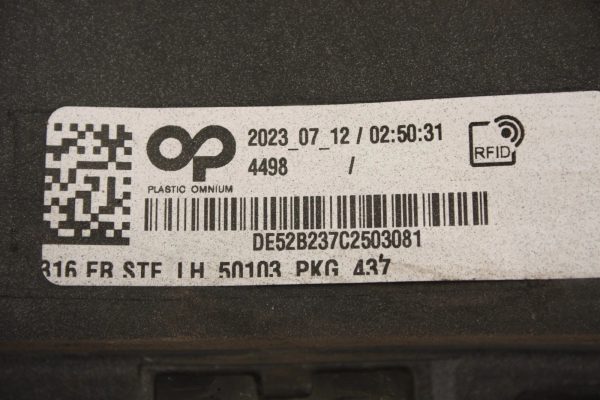 OP
PLASTIC OMNIUM
2023_07_12 / 02:50:31
4498 /
RFID
DE52B237C2503081
316 FR STF LH 50103 PKG 437